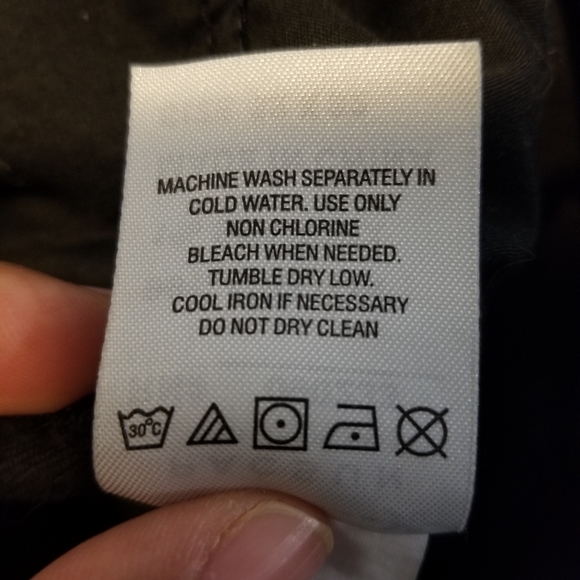 MACHINE WASH SEPARATELY IN
COLD WATER. USE ONLY
NON CHLORINE
BLEACH WHEN NEEDED.
TUMBLE DRY LOW.
COOL IRON IF NECESSARY
DO NOT DRY CLEAN
30°C